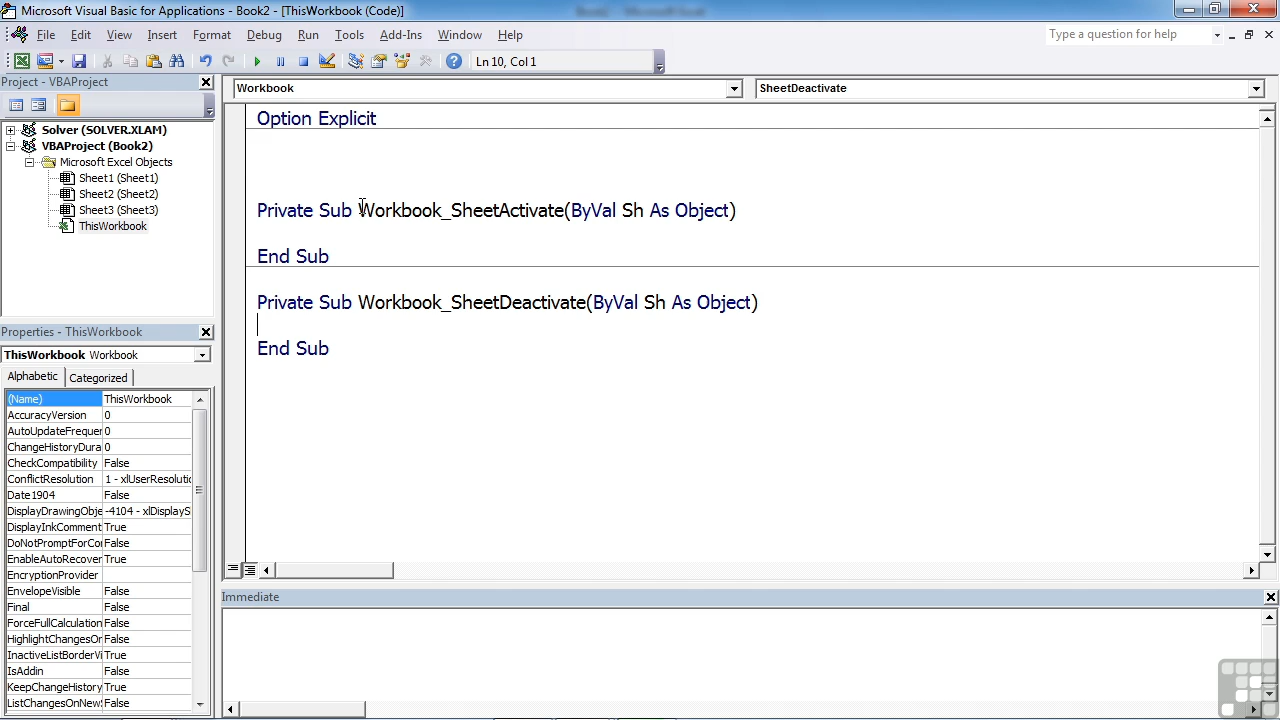 Microsoft Visual Basic for Applications - Book2 - [ThisWorkbook (Code)]
File Edit View Insert Format Debug Run Tools Add-Ins Window Help
Type a question for help
Ln 10, Col 1
Project - VBAProject
Workbook
SheetDeactivate
Solver (SOLVER.XLAM)
VBAProject (Book2)
Microsoft Excel Objects
Sheet1 (Sheet1)
Sheet2 (Sheet2)
Sheet3 (Sheet3)
ThisWorkbook
Option Explicit
Private Sub Workbook_SheetActivate(ByVal Sh As Object)
End Sub
Private Sub Workbook_SheetDeactivate(ByVal Sh As Object)
End Sub
Properties - ThisWorkbook
ThisWorkbook Workbook
Alphabetic Categorized
(Name) ThisWorkbook
AccuracyVersion 0
AutoUpdateFrequer 0
ChangeHistoryDura 0
CheckCompatibility False
ConflictResolution 1 - xlUserResolutio
Date1904 False
DisplayDrawingObje -4104 - xlDisplayS
DisplayInkComment True
DoNotPromptForCo False
EnableAutoRecover True
EncryptionProvider
EnvelopeVisible False
Final False
ForceFullCalculation False
HighlightChangesOr False
InactiveListBorderVi True
IsAddin False
KeepChangeHistory True
ListChangesOnNew False
Immediate